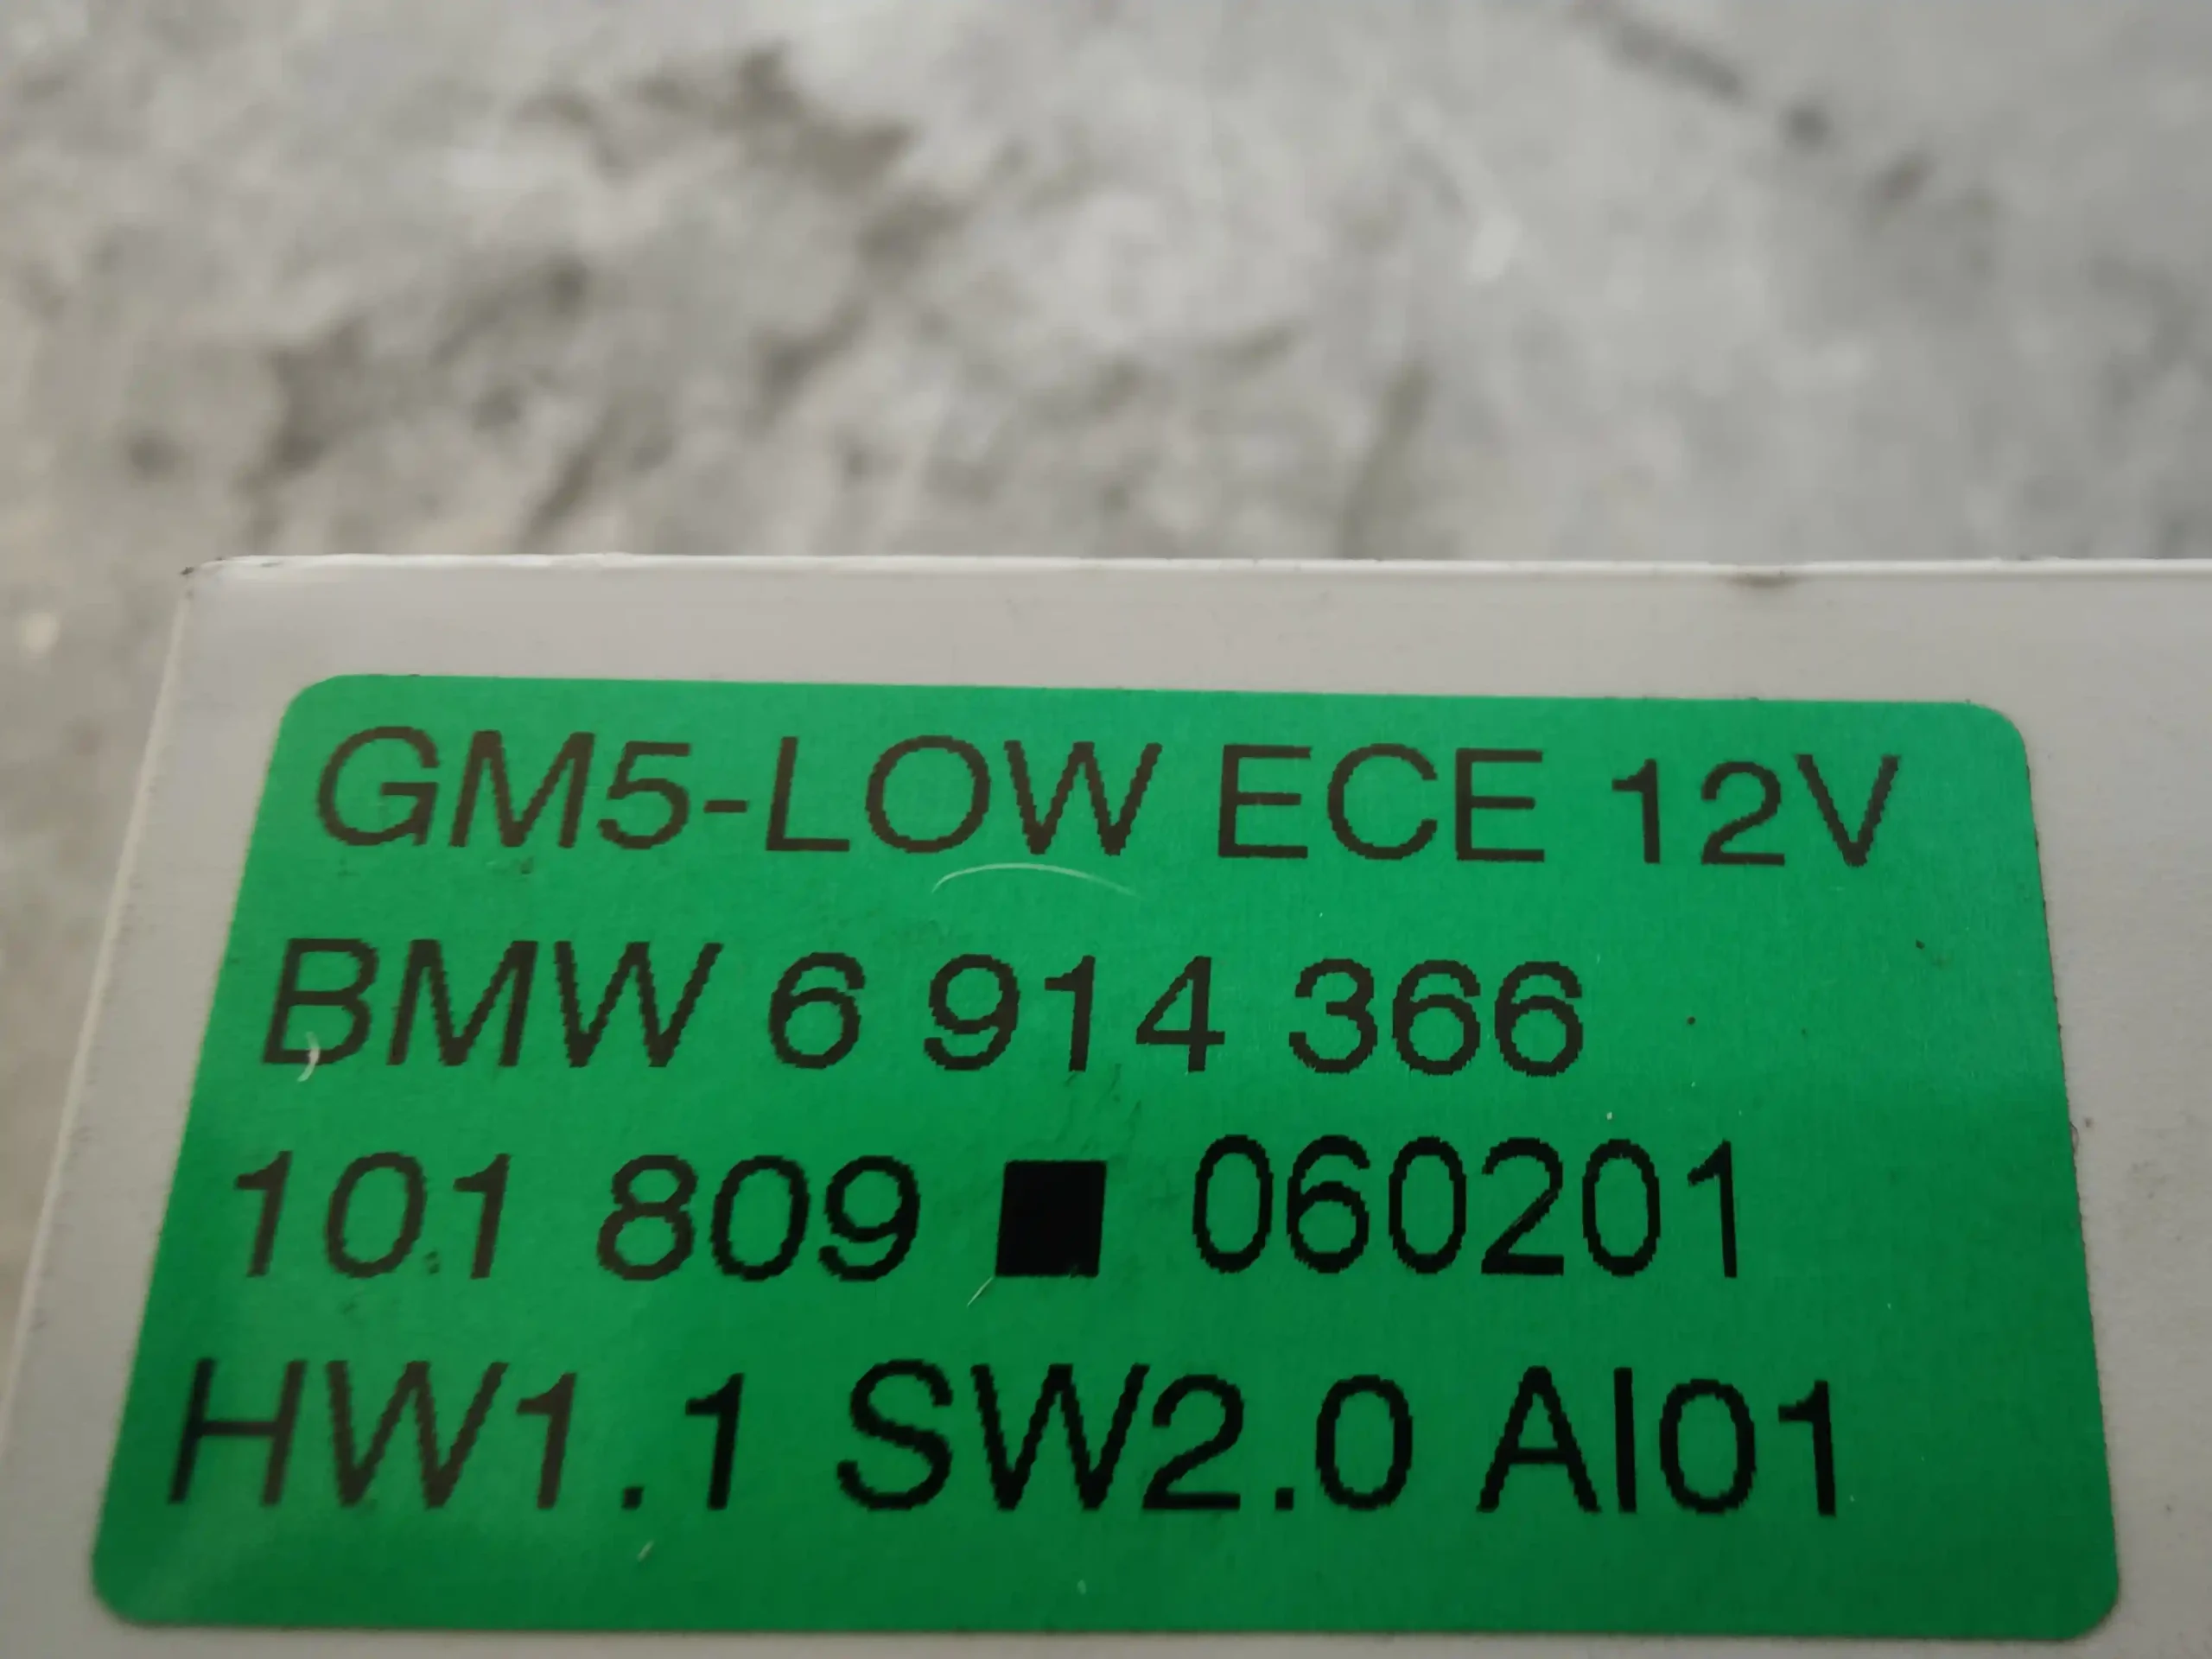 GM5-LOW ECE 12V
BMW 6 914 366
101 809 ■ 060201
HW1.1 SW2.0 AI01